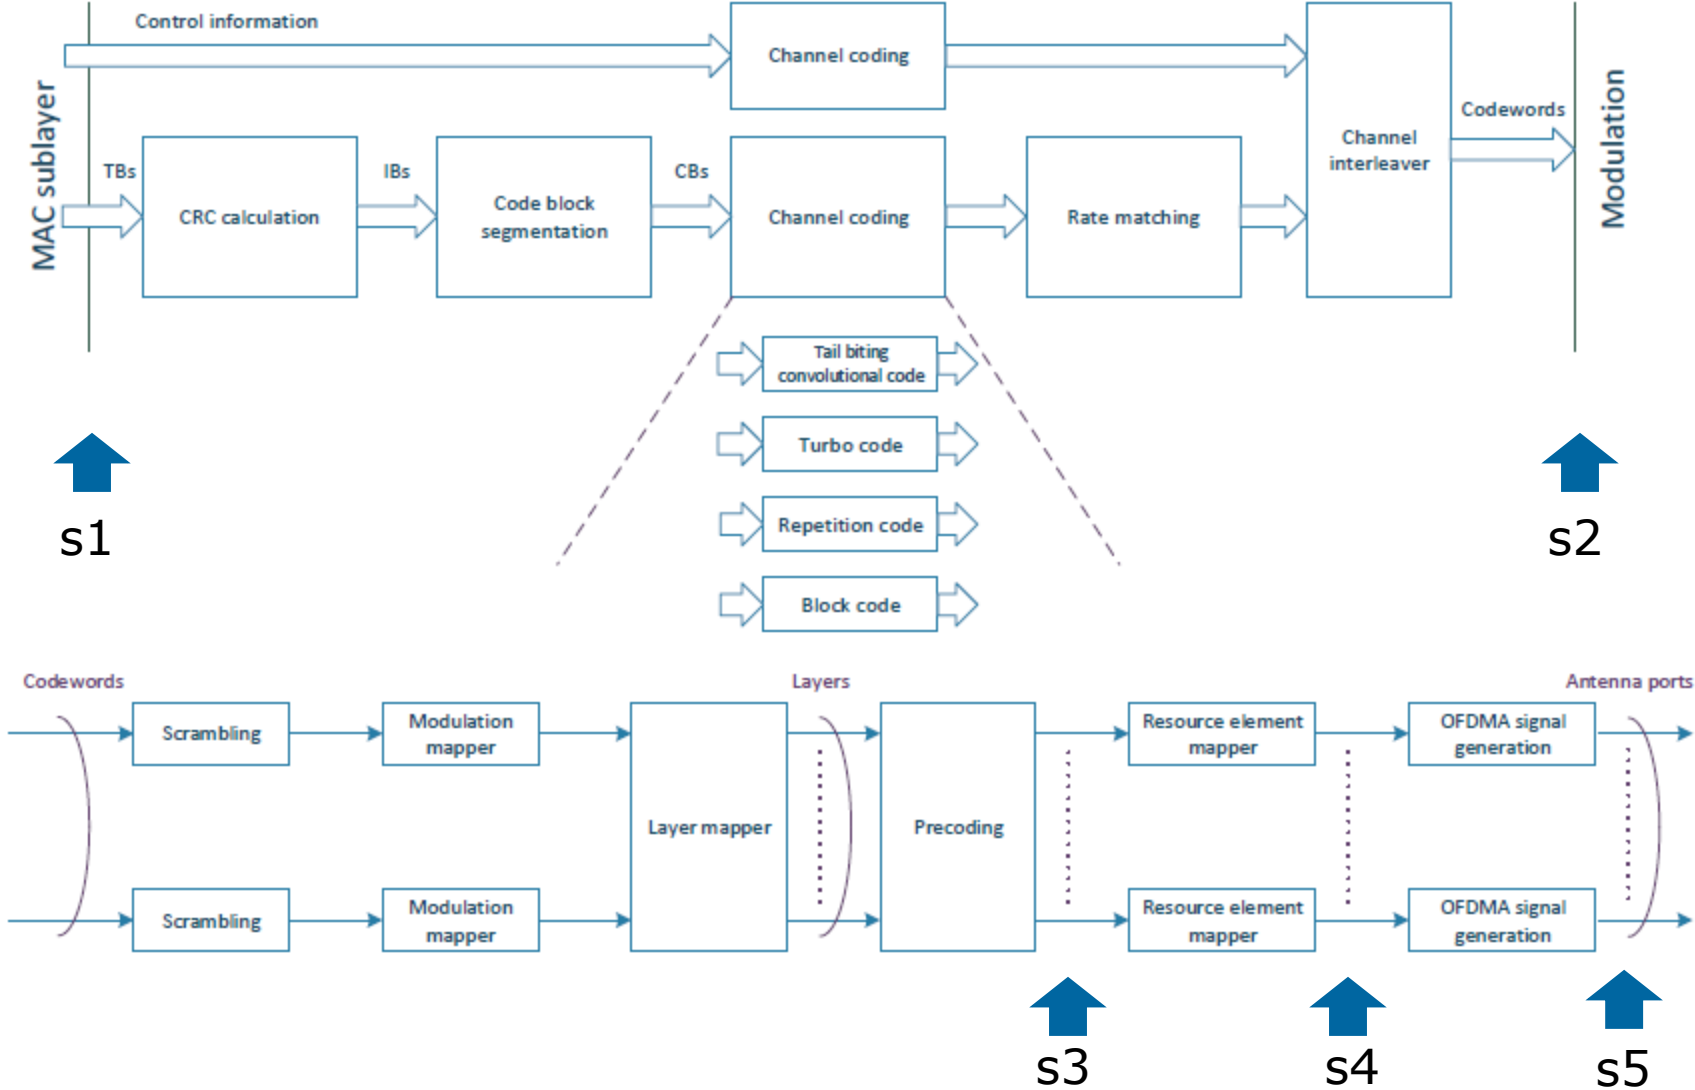 Control information
MAC sublayer
TBs
CRC calculation
IBs
Code block
segmentation
CBs
Channel coding
Channel coding
Rate matching
Channel
interleaver
Codewords
Modulation
Tail biting
convolutional code
Turbo code
Repetition code
Block code
s1
s2
Codewords
Layers
Antenna ports
Scrambling
Modulation
mapper
Layer mapper
Precoding
Resource element
mapper
OFDMA signal
generation
Scrambling
Modulation
mapper
Resource element
mapper
OFDMA signal
generation
s3
s4
s5